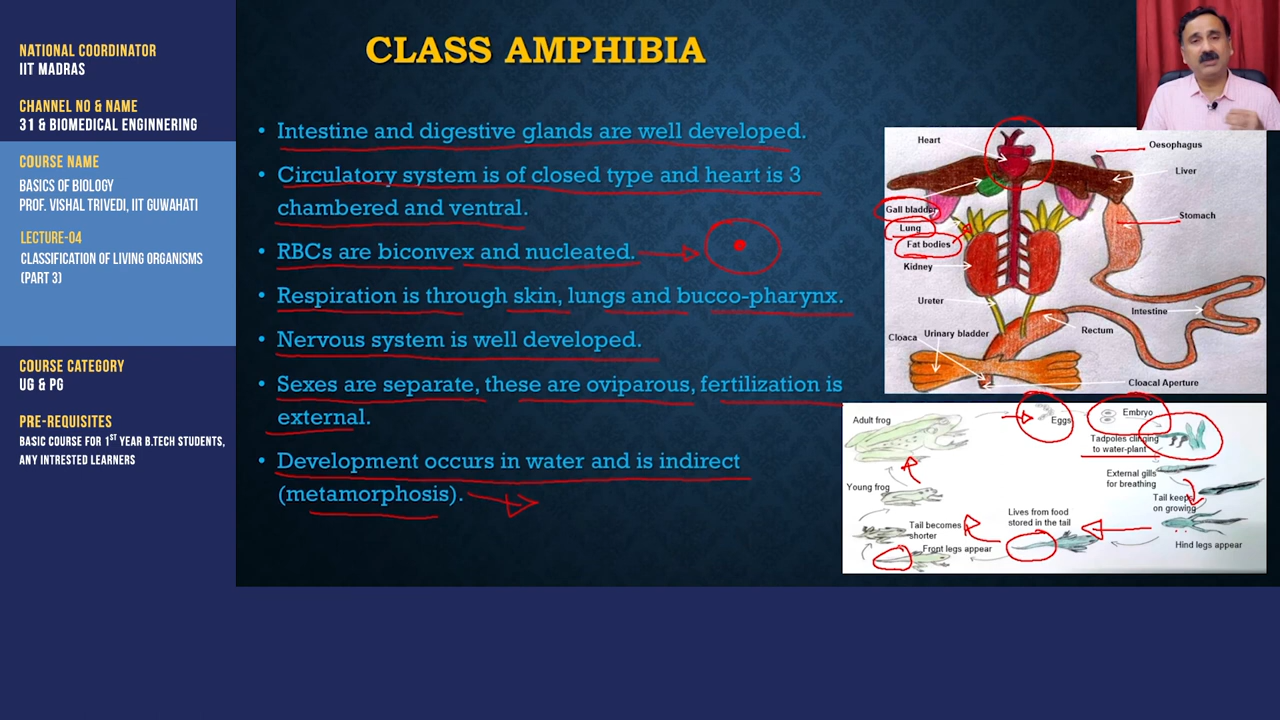 NATIONAL COORDINATOR
IIT MADRAS
CHANNEL NO & NAME
31 & BIOMEDICAL ENGINNERING
COURSE NAME
BASICS OF BIOLOGY
PROF. VISHAL TRIVEDI, IIT GUWAHATI
LECTURE-04
CLASSIFICATION OF LIVING ORGANISMS
(PART 3)
COURSE CATEGORY
UG & PG
PRE-REQUISITES
BASIC COURSE FOR 1ST YEAR B.TECH STUDENTS,
ANY INTRESTED LEARNERS
CLASS AMPHIBIA
• Intestine and digestive glands are well developed.
• Circulatory system is of closed type and heart is 3
chambered and ventral.
• RBCs are biconvex and nucleated.
• Respiration is through skin, lungs and bucco-pharynx.
• Nervous system is well developed.
• Sexes are separate, these are oviparous, fertilization is
external.
• Development occurs in water and is indirect
(metamorphosis).
Heart
Oesophagus
Liver
Gall bladder
Stomach
Lung
Fat bodies
Kidney
Ureter
Intestine
Urinary bladder
Rectum
Cloaca
Cloacal Aperture
Adult frog
Eggs
Embryo
Tadpoles clinging
to water-plant
External gills
for breathing
Young frog
Tail keeps
on growing
Lives from food
stored in the tail
Tail becomes
shorter
Hind legs appear
Front legs appear